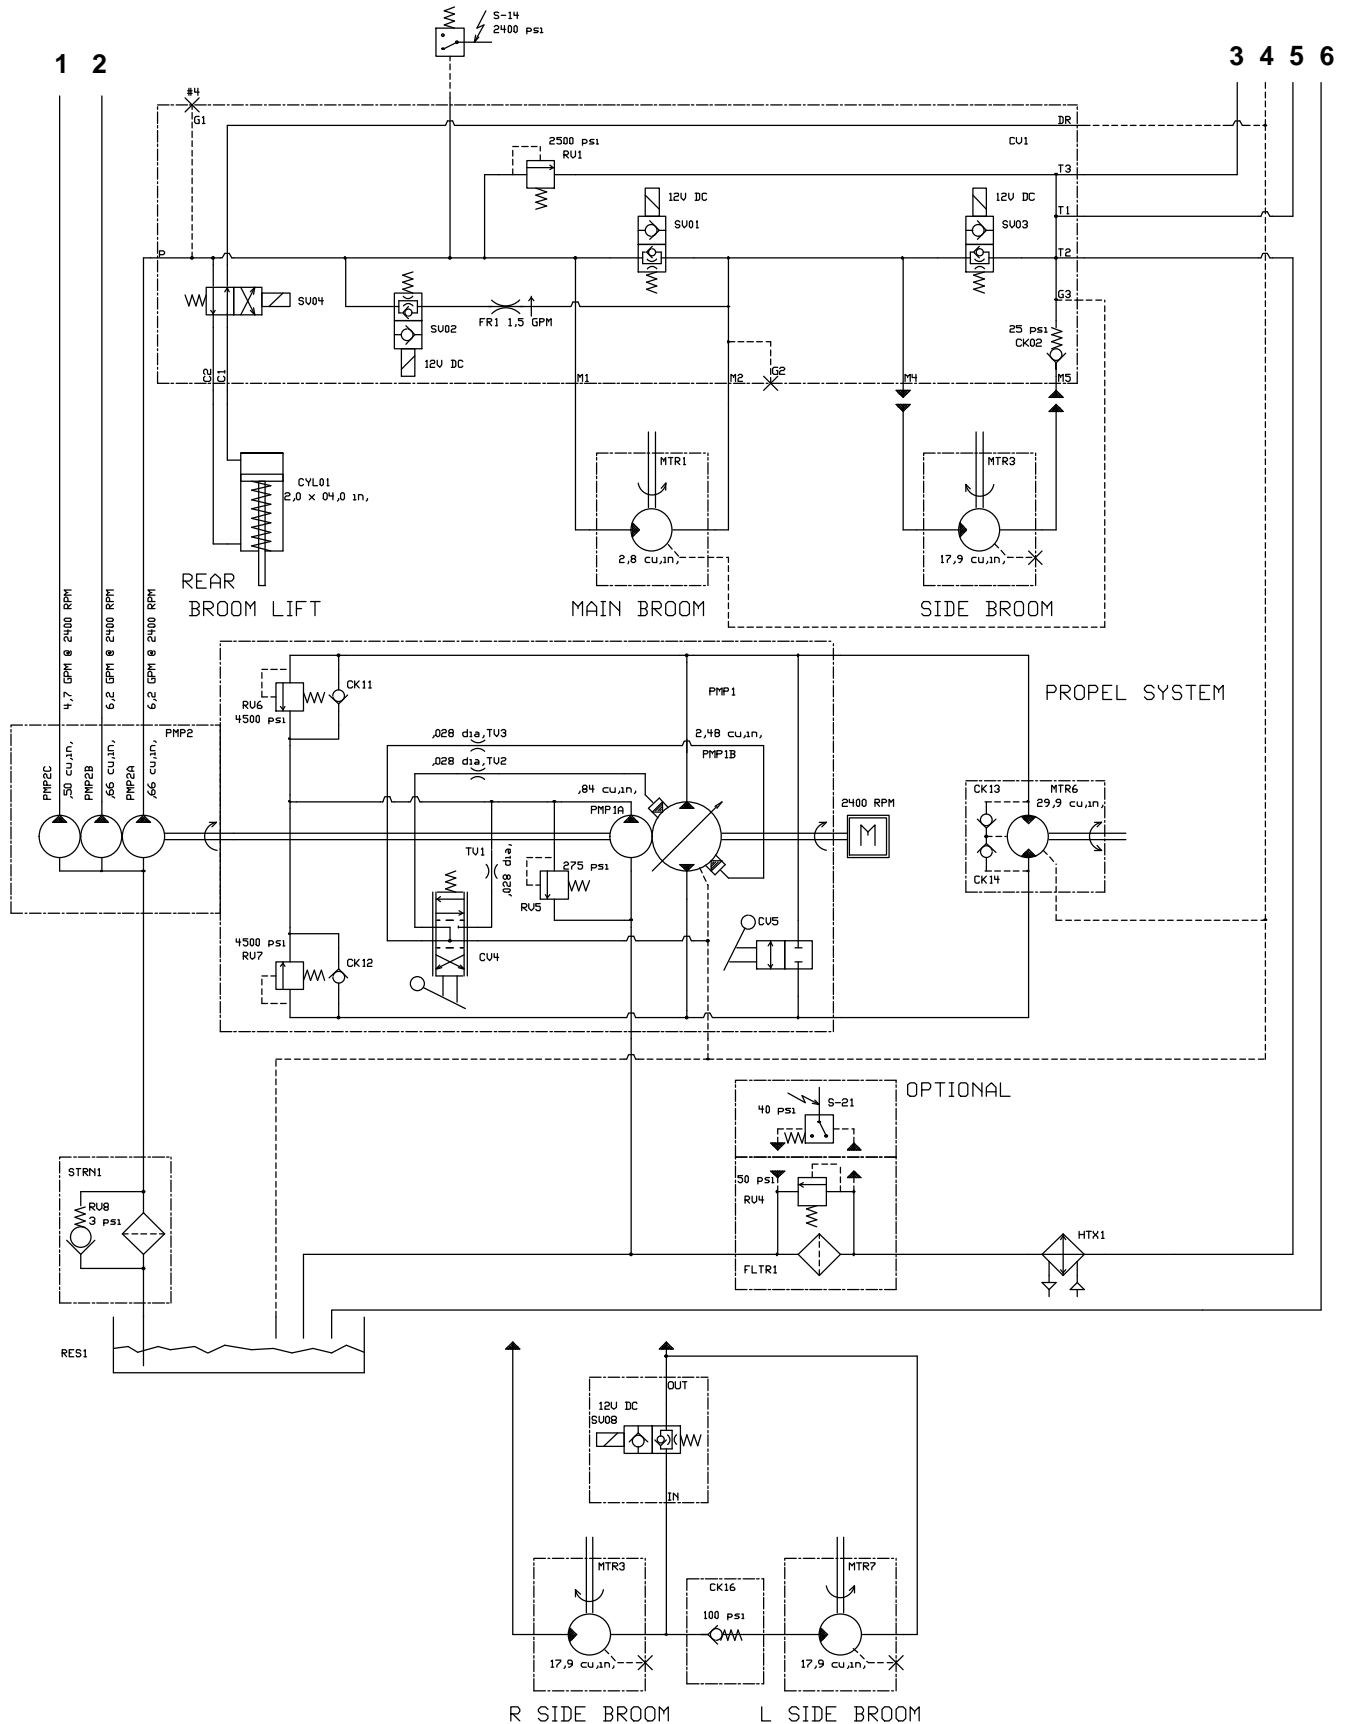 S-14
2400 psi
1 2 3 4 5 6
#4
G1
DR
CV1
2500 psi
RV1
T3
12V DC
12V DC
T1
SV01
SV03
P
T2
G3
SV04
FR1 1,5 GPM
SV02
25 psi
CK02
12V DC
C2
C1
M1
M2
G2
M4
M5
MTR1
MTR3
CYL01
2,0 x 04,0 in,
2,8 cu,in,
17,9 cu,in,
REAR
BROOM LIFT
MAIN BROOM
SIDE BROOM
4,7 GPM @ 2400 RPM
6,2 GPM @ 2400 RPM
6,2 GPM @ 2400 RPM
CK11
RV6
4500 psi
PMP1
PROPEL SYSTEM
PMP2
,028 dia,TV3
2,48 cu,in,
PMP1B
,028 dia,TV2
PMP2C
,50 cu,in,
PMP2B
,66 cu,in,
PMP2A
,66 cu,in,
,84 cu,in,
PMP1A
CK13
MTR6
29,9 cu,in,
2400 RPM
M
TV1
,028 dia,
275 psi
RV5
CK14
CV5
4500 psi
RV7
CK12
CV4
OPTIONAL
40 psi
S-21
STRN1
50 psi
RV4
RV8
3 psi
HTX1
FLTR1
RES1
OUT
12V DC
SV08
IN
MTR3
CK16
MTR7
100 psi
17,9 cu,in,
17,9 cu,in,
R SIDE BROOM
L SIDE BROOM